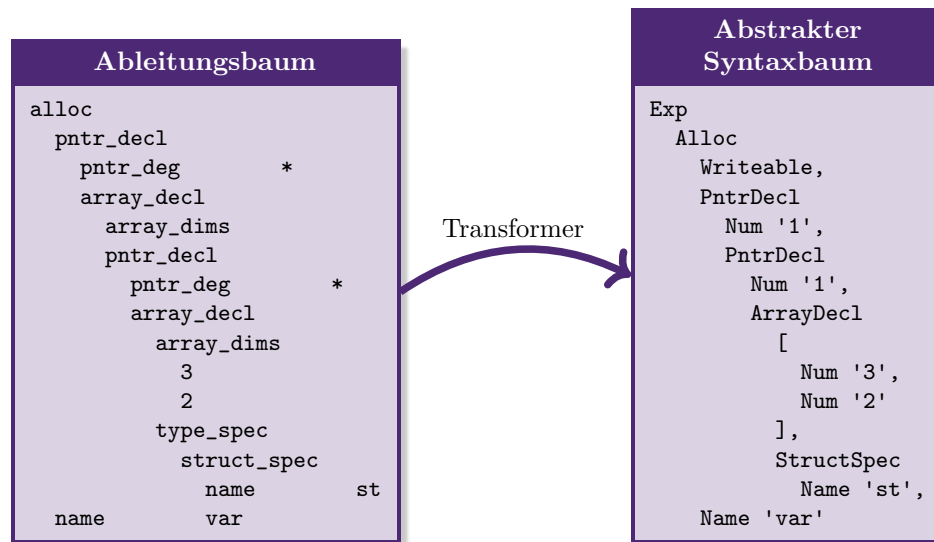 Ableitungsbaum
alloc
  pntr_decl
    pntr_deg        *
    array_decl
      array_dims
      pntr_decl
        pntr_deg        *
        array_decl
          array_dims
            3
            2
          type_spec
            struct_spec
              name        st
  name        var
Transformer
Abstrakter
Syntaxbaum
Exp
  Alloc
    Writeable,
    PntrDecl
      Num '1',
      PntrDecl
        Num '1',
        ArrayDecl
          [
            Num '3',
            Num '2'
          ],
          StructSpec
            Name 'st',
    Name 'var'